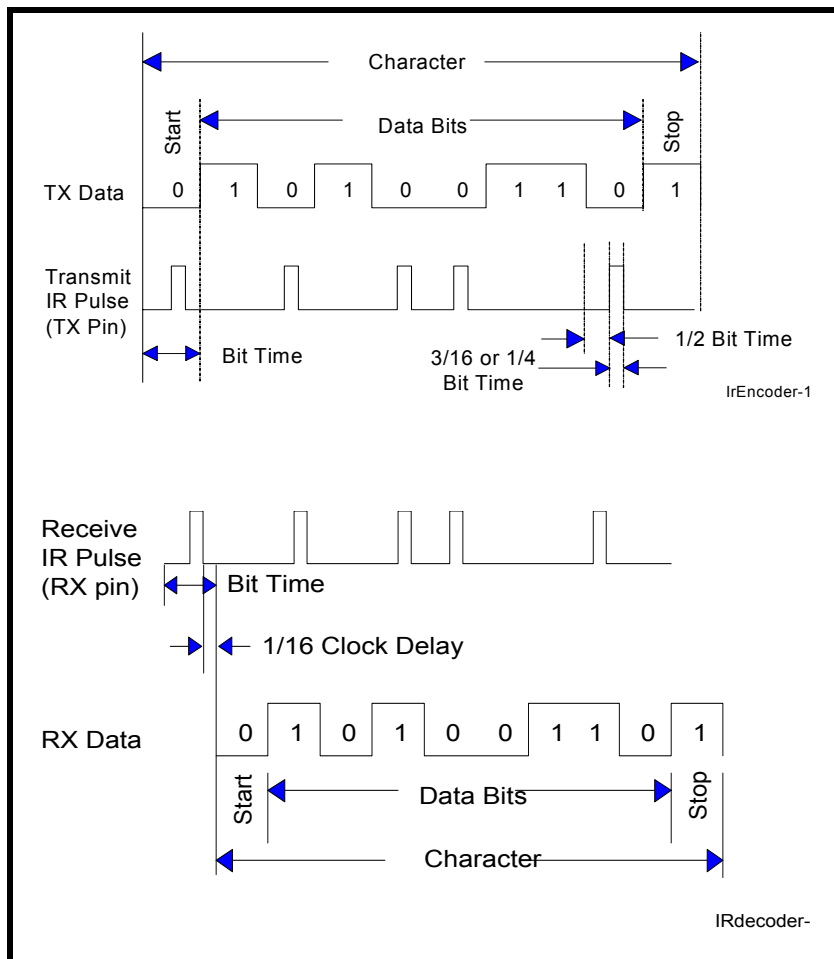 Character
Start
Data Bits
Stop
TX Data
0 1 0 1 0 0 1 1 0 1
Transmit
IR Pulse
(TX Pin)
Bit Time
1/2 Bit Time
3/16 or 1/4
Bit Time
IrEncoder-1
Receive
IR Pulse
(RX pin)
Bit Time
1/16 Clock Delay
RX Data
0 1 0 1 0 0 1 1 0 1
Start
Data Bits
Stop
Character
IRdecoder-